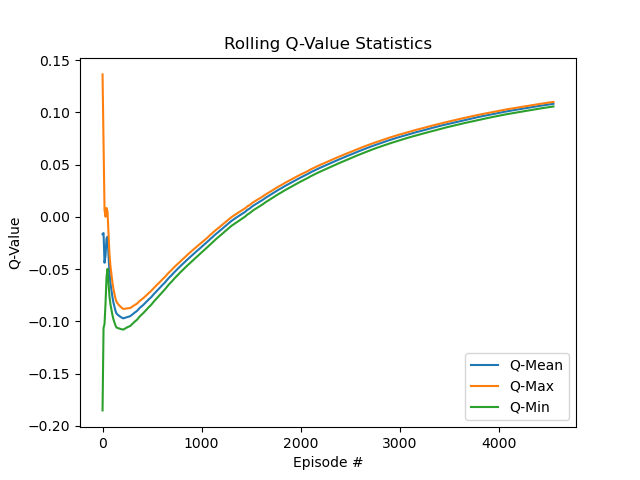 Rolling Q-Value Statistics
Q-Value
0.15
0.10
0.05
0.00
−0.05
−0.10
−0.15
−0.20
0
1000
2000
3000
4000
Episode #
Q-Mean
Q-Max
Q-Min